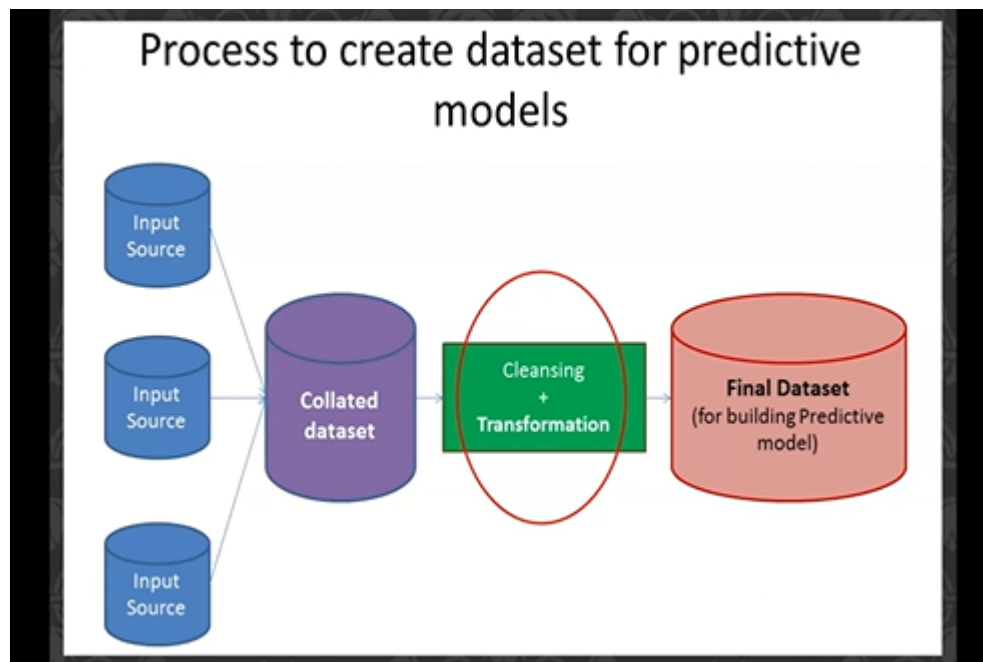 Process to create dataset for predictive
models
Input
Source
Input
Source
Input
Source
Collated
dataset
Cleansing
+
Transformation
Final Dataset
(for building Predictive
model)